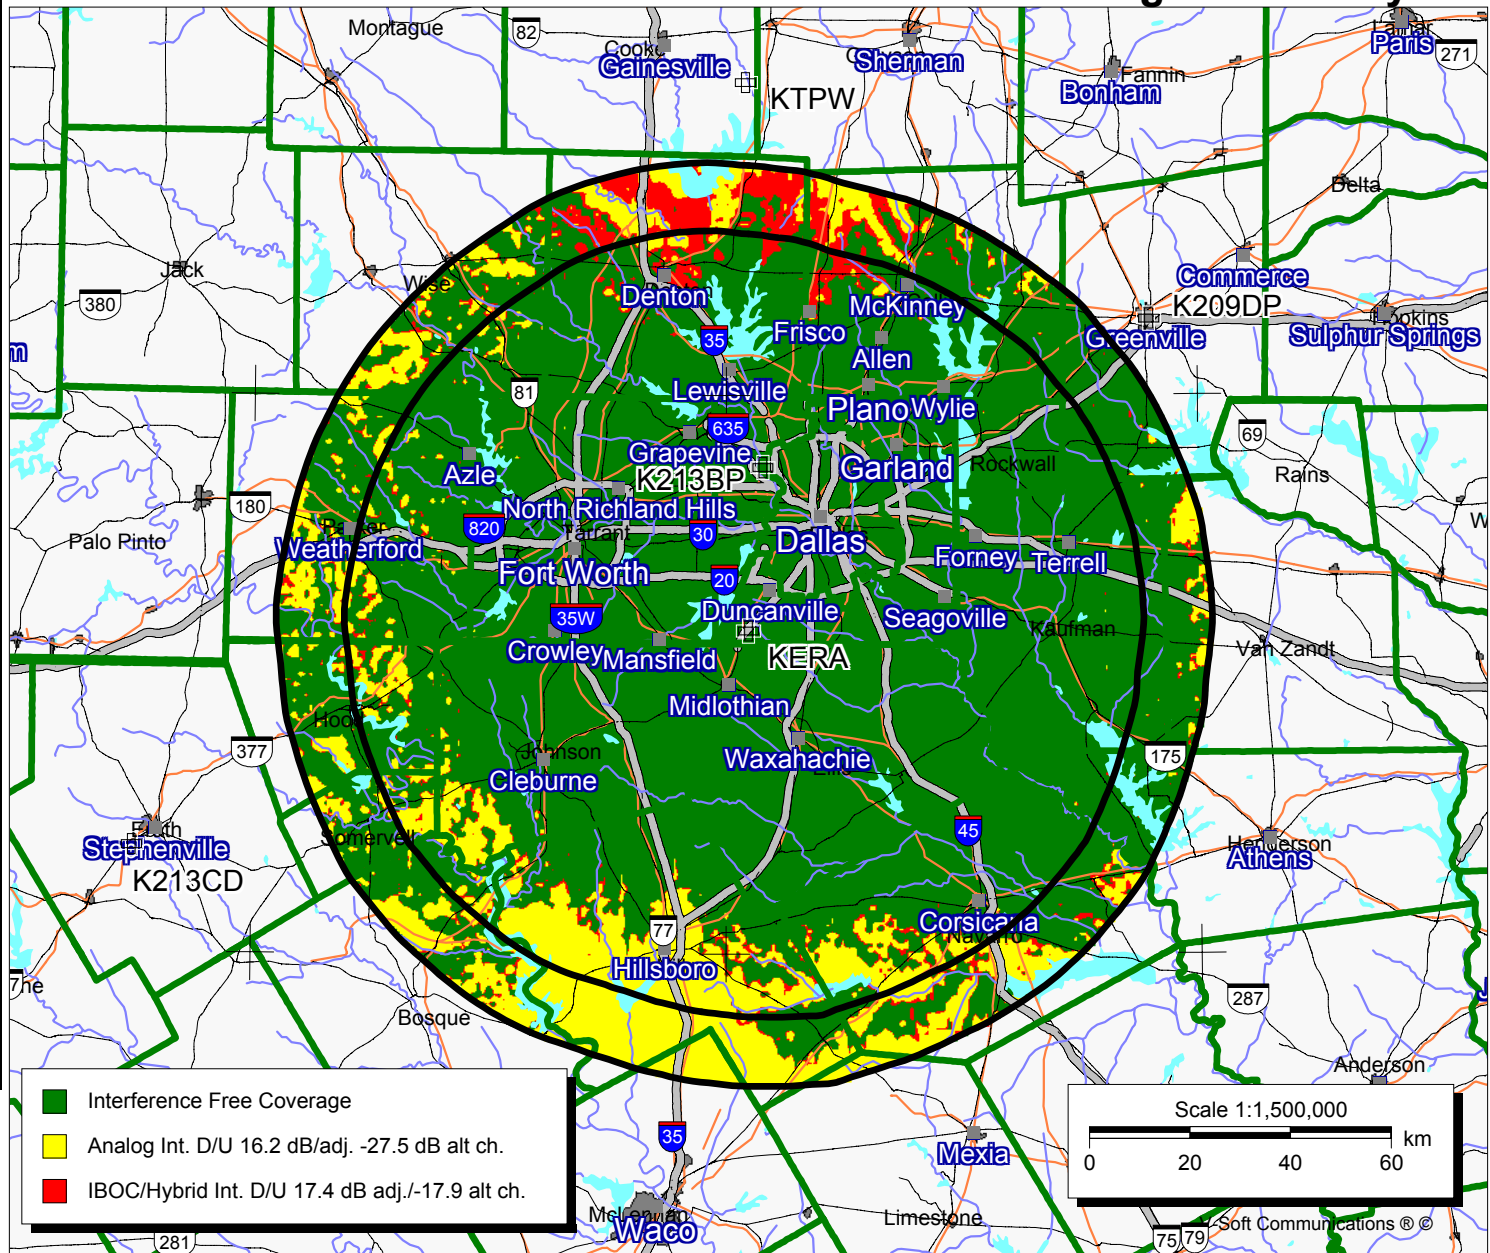 Montague
82
Cooke
Gainesville
Sherman
Paris
271
Fannin
Bonham
KTPW
Delta
Jack
Wise
380
Denton
McKinney
Commerce
K209DP
Greenville
Sulphur Springs
Frisco
35
Allen
m
81
Lewisville
Plano
Wylie
635
69
Grapevine
K213BP
Garland
Rockwall
Rains
Azle
180
North Richland Hills
Parker
Weatherford
820
Tarrant
30
Dallas
Palo Pinto
Forney
Terrell
Fort Worth
20
Duncanville
Seagoville
35W
Kaufman
Crowley
Mansfield
KERA
Van Zandt
Midlothian
Hood
377
Johnson
Cleburne
Waxahachie
Ellis
175
Somervell
45
Erath
Stephenville
Henderson
Athens
K213CD
77
Corsicana
Navarro
Hillsboro
287
Bosque
Anderson
Interference Free Coverage
Analog Int. D/U 16.2 dB/adj. -27.5 dB alt ch.
IBOC/Hybrid Int. D/U 17.4 dB adj./-17.9 alt ch.
35
Mexia
Scale 1:1,500,000
km
0 20 40 60
Waco
Limestone
Soft Communications ® ©
281
75
79